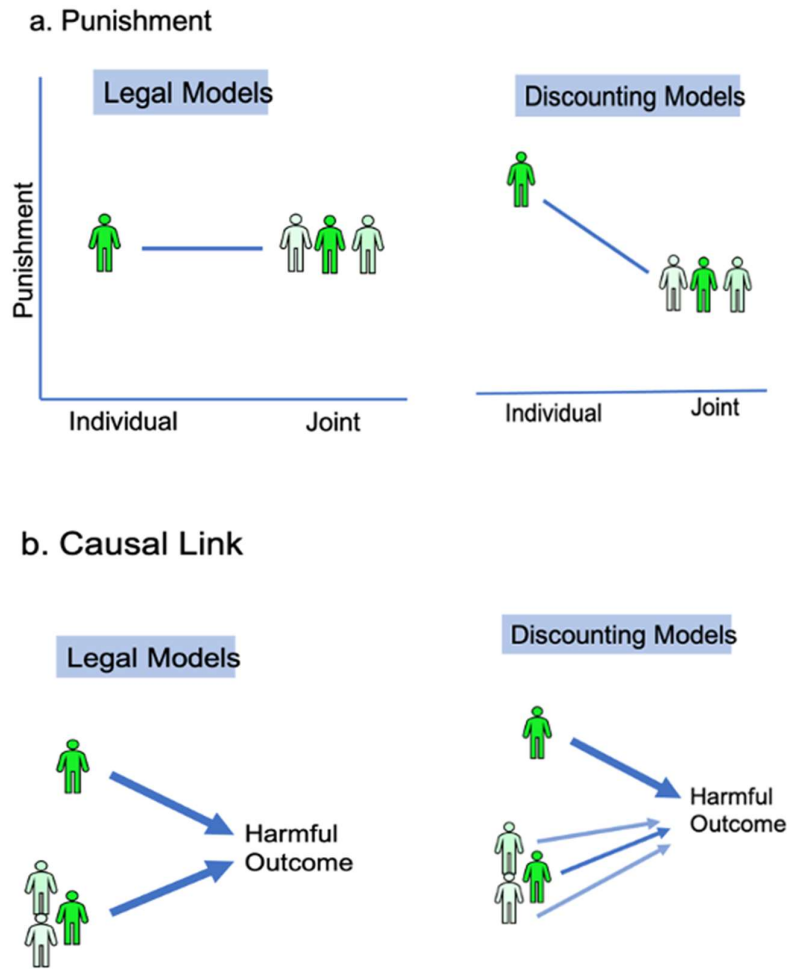 a. Punishment
Legal Models
Discounting Models
Punishment
Individual
Joint
Individual
Joint
b. Causal Link
Legal Models
Discounting Models
Harmful
Outcome
Harmful
Outcome